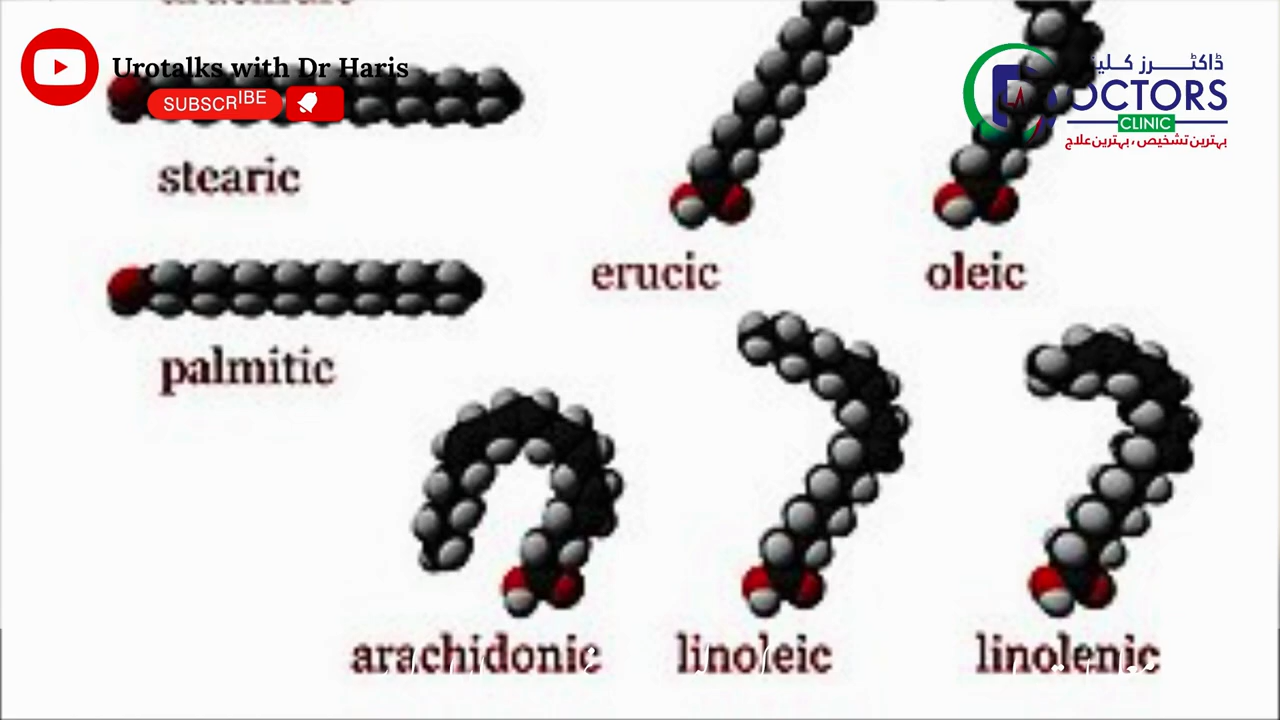 Urotalks with Dr Haris
SUBSCRIBE
ڈاکٹرز کلینک
DOCTORS
CLINIC
بہترین تشخیص، بہترین علاج
stearic
erucic
oleic
palmitic
arachidonic
linoleic
linolenic